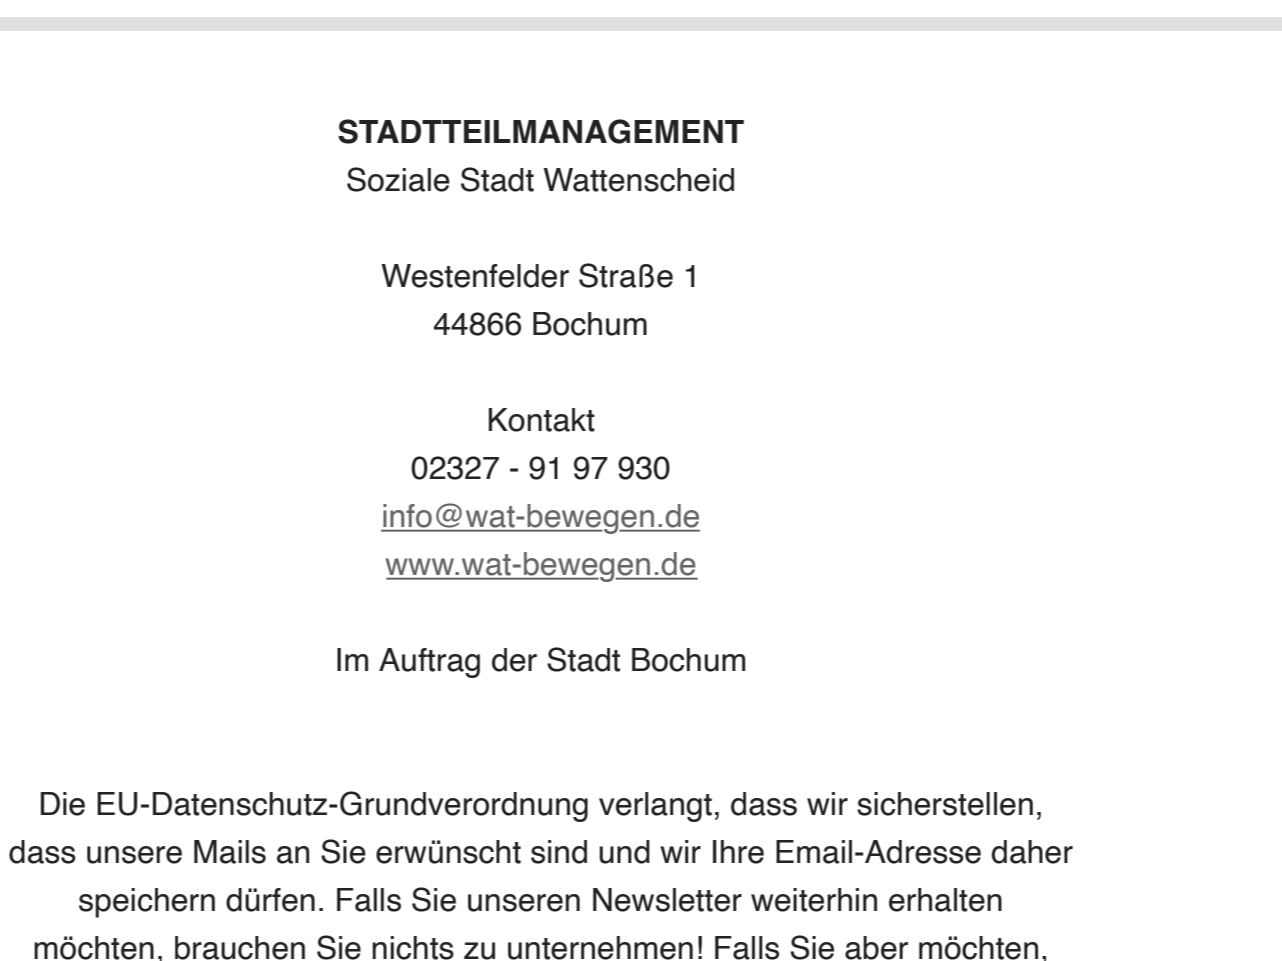 STADTTEILMANAGEMENT
Soziale Stadt Wattenscheid
Westenfelder Straße 1
44866 Bochum
Kontakt
02327 - 91 97 930
info@wat-bewegen.de
www.wat-bewegen.de
Im Auftrag der Stadt Bochum
Die EU-Datenschutz-Grundverordnung verlangt, dass wir sicherstellen,
dass unsere Mails an Sie erwünscht sind und wir Ihre Email-Adresse daher
speichern dürfen. Falls Sie unseren Newsletter weiterhin erhalten
möchten, brauchen Sie nichts zu unternehmen! Falls Sie aber möchten,